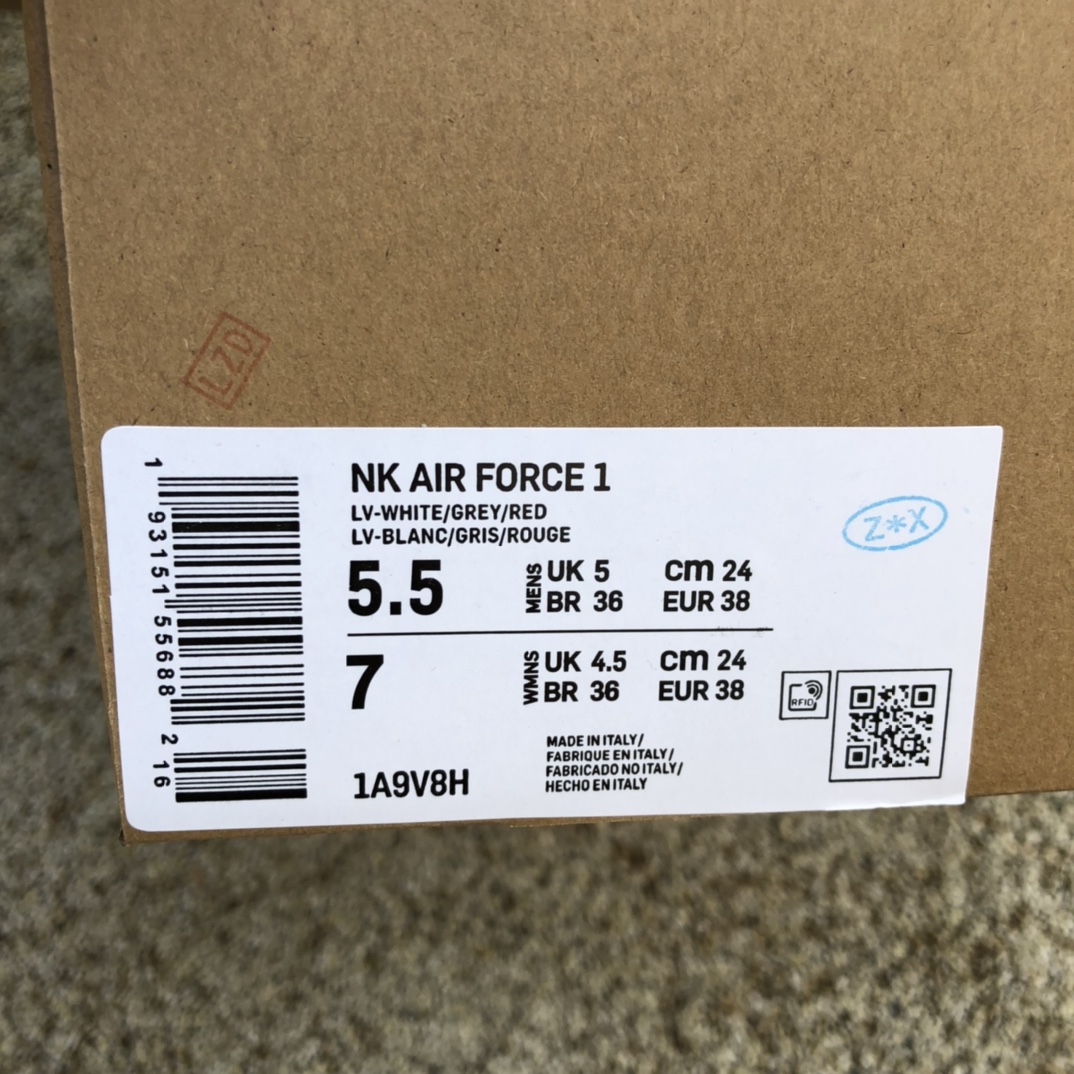 LZD
NK AIR FORCE 1
LV-WHITE/GREY/RED
LV-BLANC/GRIS/ROUGE
Z*X
5.5
MENS
UK 5 cm 24
BR 36 EUR 38
7
WMNS
UK 4.5 cm 24
BR 36 EUR 38
RFID
MADE IN ITALY/
FABRIQUE EN ITALY/
FABRICADO NO ITALY/
HECHO EN ITALY
1A9V8H
1 93151 55688 2 16